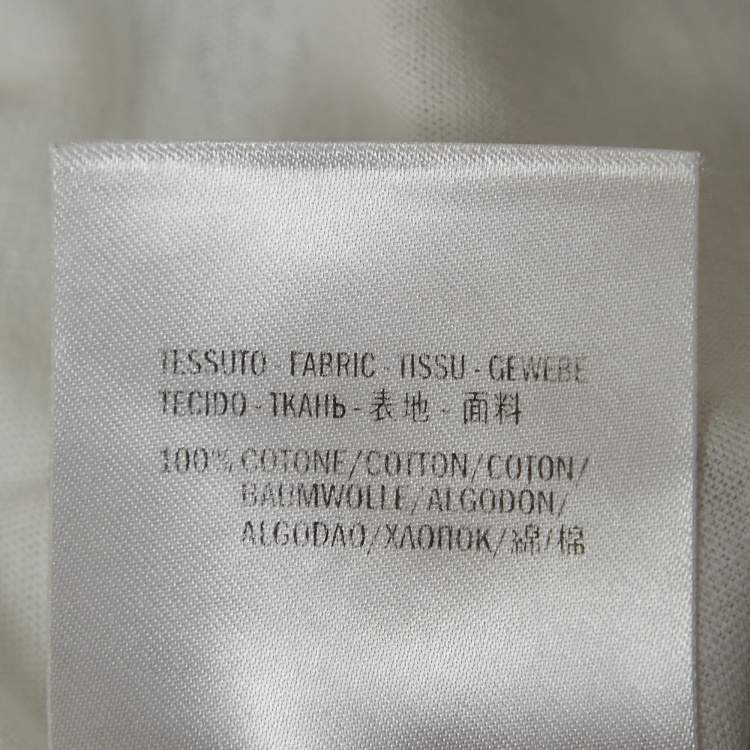 TESSUTO - FABRIC - TISSU - GEWEBE
TECIDO - ТКАНЬ - 表地 - 面料
100% COTONE/COTTON/COTON/
BAUMWOLLE/ALGODON/
ALGODAO/ХЛОПОК/綿/棉